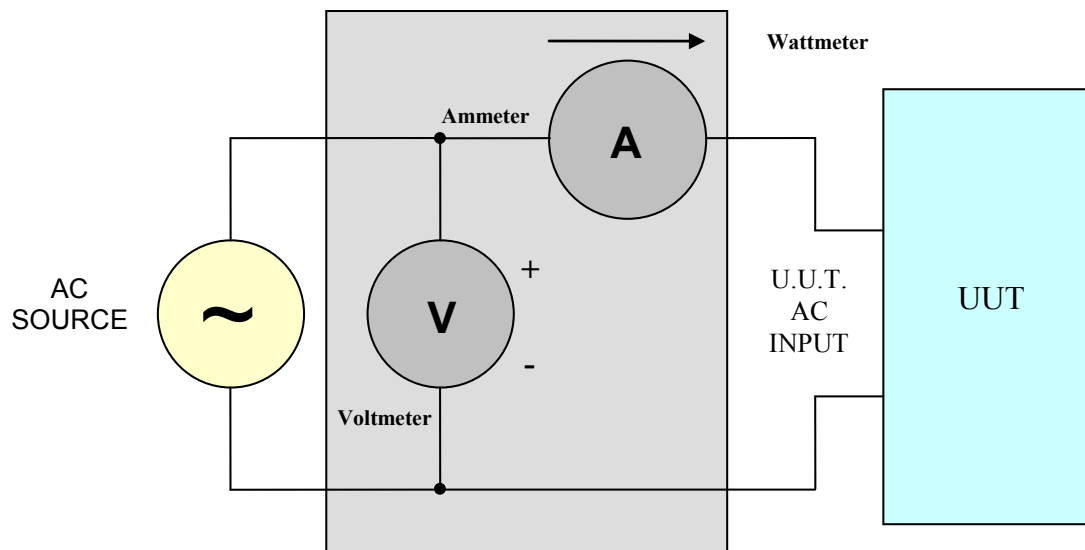 Wattmeter
Ammeter
A
AC
SOURCE
~
V
+
-
Voltmeter
U.U.T.
AC
INPUT
UUT